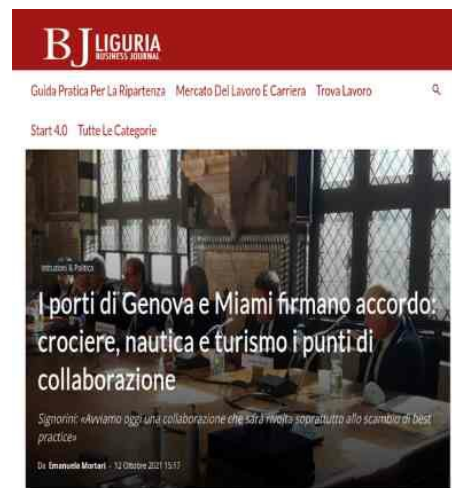 BJ LIGURIA
BUSINESS JOURNAL
Guida Pratica Per La Ripartenza Mercato Del Lavoro E Carriera Trova Lavoro
Start 4.0 Tutte Le Categorie
Istituzioni & Politica
I porti di Genova e Miami firmano accordo:
crociere, nautica e turismo i punti di
collaborazione
Signorini: «Avviamo oggi una collaborazione che sarà rivolta soprattutto allo scambio di best
practice»
Da Emanuela Mortari - 12 Ottobre 2021 15:17